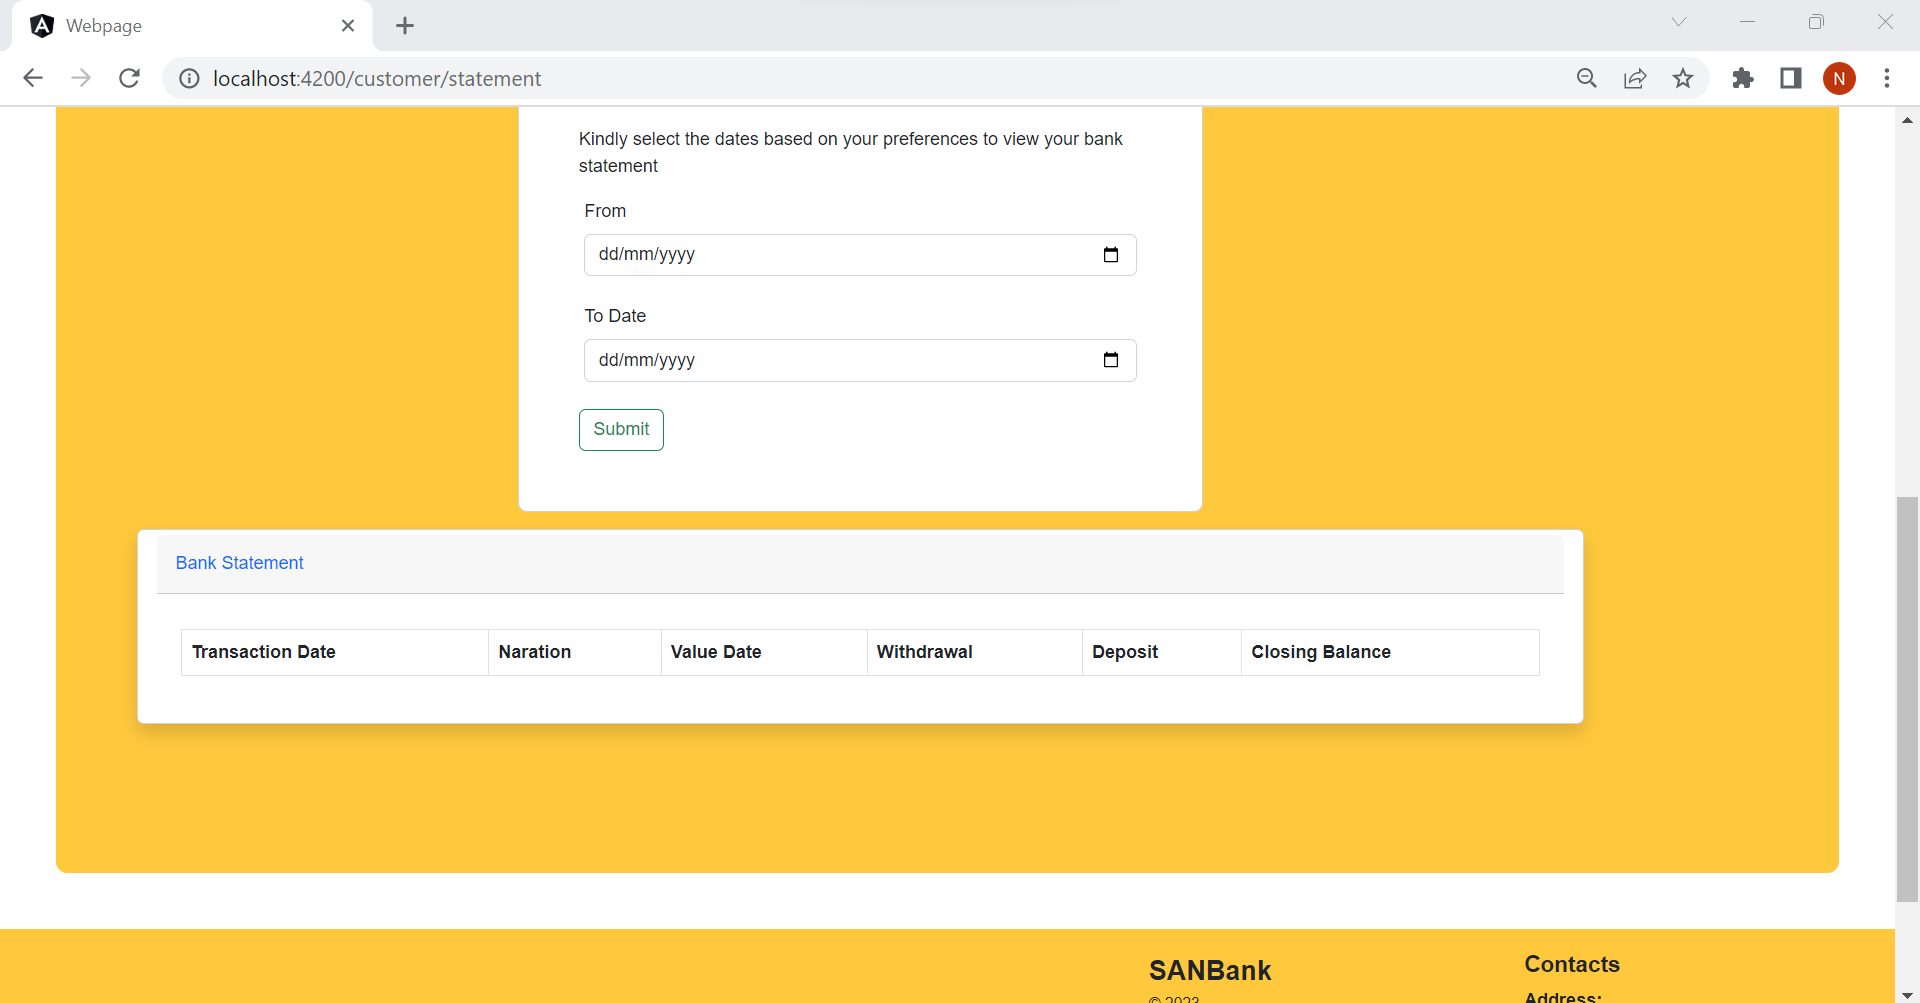 Webpage
localhost:4200/customer/statement
N
Kindly select the dates based on your preferences to view your bank
statement
From
dd/mm/yyyy
To Date
dd/mm/yyyy
Submit
Bank Statement
Transaction Date Naration Value Date Withdrawal Deposit Closing Balance
SANBank
© 2023
Contacts
Address: